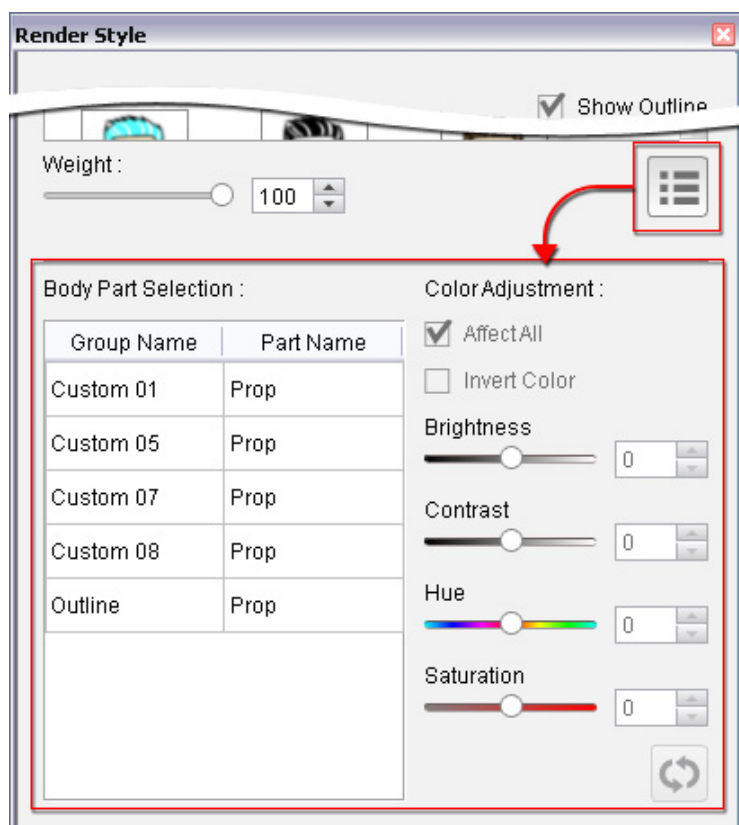 Render Style
Show Outline
Weight :
100
Body Part Selection :
Group Name Part Name
Custom 01 Prop
Custom 05 Prop
Custom 07 Prop
Custom 08 Prop
Outline Prop
Color Adjustment :
Affect All
Invert Color
Brightness
0
Contrast
0
Hue
0
Saturation
0